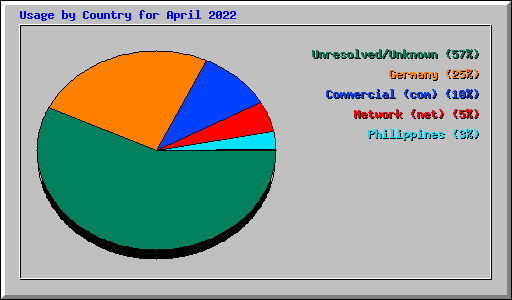 Usage by Country for April 2022
Unresolved/Unknown (57%)
Germany (25%)
Commercial (com) (10%)
Network (net) (5%)
Philippines (3%)